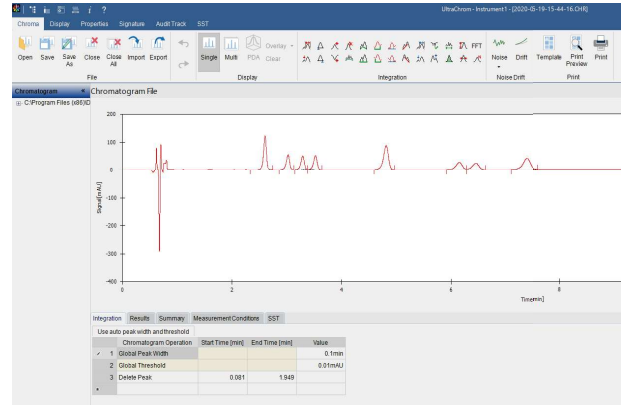 UltraChrom - Instrument1 - [2020-05-19-15-44-16.CHR]
Chroma Display Properties Signature Audit Track SST
Open Save Save As Close Close All Import Export Single Multi PDA Overlay Clear FFT Noise Drift Template Print Preview Print
File Display Integration Noise Drift Print
Chromatogram
Chromatogram File
C:\Program Files (x86)\D
200
100
0
-100
-200
-300
-400
Signal[mAU]
0 2 4 6 8
Time[min]
Integration Results Summary Measurement Conditions SST
Use auto peak width and threshold
Chromatogram Operation Start Time [min] End Time [min] Value
1 Global Peak Width 0.1min
2 Global Threshold 0.01mAU
3 Delete Peak 0.081 1.949